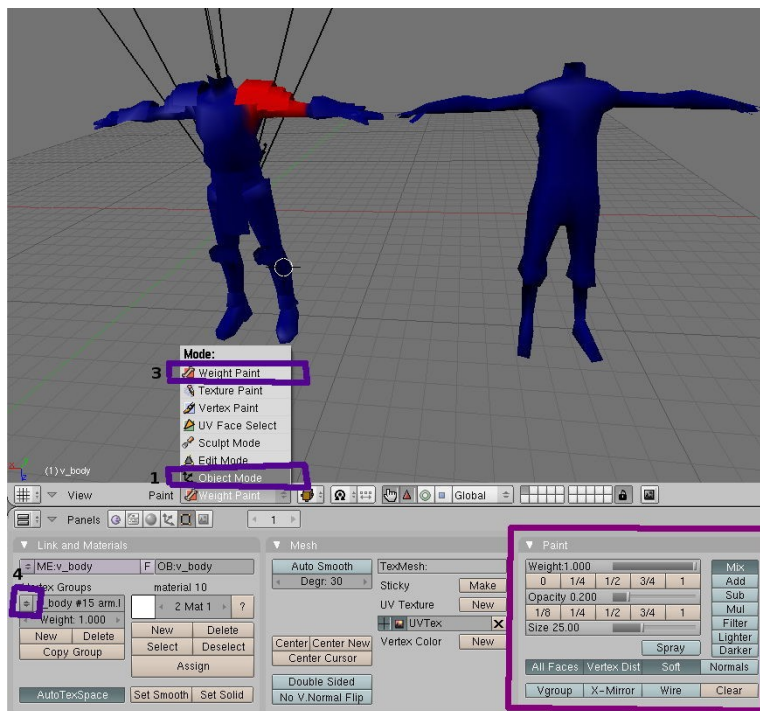 Mode:
3 Weight Paint
Texture Paint
Vertex Paint
UV Face Select
Sculpt Mode
Edit Mode
1 Object Mode
(1) v_body
View Paint Weight Paint Global
Panels 1
Link and Materials
ME:v_body F OB:v_body
4
Vertex Groups material 10
_body #15 arm.l 2 Mat 1 ?
Weight: 1.000
New Delete New Delete
Copy Group Select Deselect
Assign
AutoTexSpace Set Smooth Set Solid
Mesh
Auto Smooth TexMesh:
Degr: 30 Sticky Make
UV Texture New
UVTex
Center Center New Vertex Color New
Center Cursor
Double Sided
No V.Normal Flip
Paint
Weight:1.000 Mix
0 1/4 1/2 3/4 1 Add
Opacity 0.200 Sub
1/8 1/4 1/2 3/4 1 Mul
Size 25.00 Filter
Lighter
Spray Darker
All Faces Vertex Dist Soft Normals
Vgroup X-Mirror Wire Clear